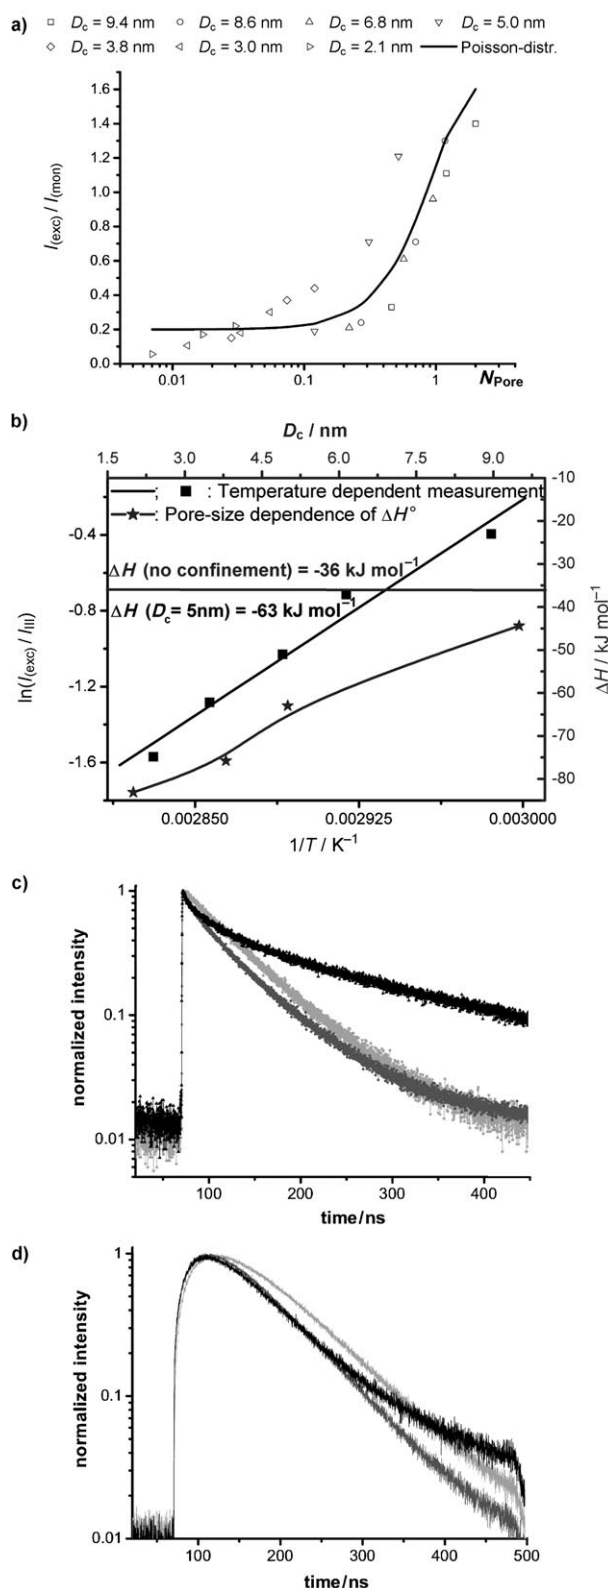 a)
□ D_c = 9.4 nm ○ D_c = 8.6 nm △ D_c = 6.8 nm ▽ D_c = 5.0 nm
◇ D_c = 3.8 nm ◁ D_c = 3.0 nm ▷ D_c = 2.1 nm — Poisson-distr.
1.6
1.4
1.2
1.0
0.8
0.6
0.4
0.2
0.0
I_(exc) / I_(mon)
0.01 0.1 1 N_Pore
b)
D_c / nm
1.5 3.0 4.5 6.0 7.5 9.0
—; ■ : Temperature dependent measurement
★: Pore-size dependence of ΔH°
ΔH (no confinement) = -36 kJ mol⁻¹
ΔH (D_c = 5nm) = -63 kJ mol⁻¹
-0.4
-0.8
-1.2
-1.6
ln(I_(exc) / I_III)
-10
-20
-30
-40
-50
-60
-70
-80
ΔH / kJ mol⁻¹
0.002850 0.002925 0.003000
1/T / K⁻¹
c)
1
0.1
0.01
normalized intensity
100 200 300 400
time/ns
d)
1
0.1
0.01
normalized intensity
100 200 300 400 500
time/ns